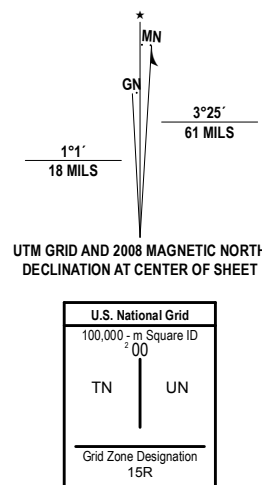 ★
MN
GN
3°25´
61 MILS
1°1´
18 MILS
UTM GRID AND 2008 MAGNETIC NORTH
DECLINATION AT CENTER OF SHEET
U.S. National Grid
100,000 - m Square ID
²00
TN UN
Grid Zone Designation
15R